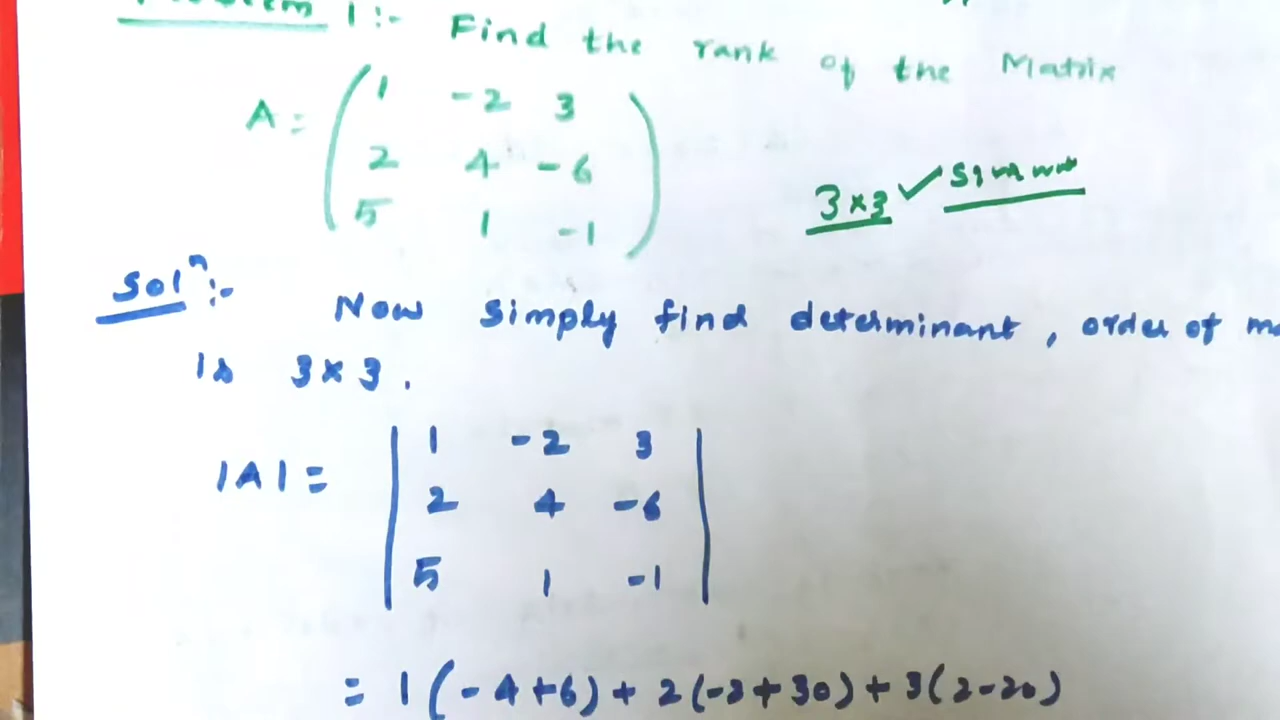 1:- Find the rank of the Matrix
A = ( 1 -2 3
2 4 -6
5 1 -1 )
3×3 ✓
Solⁿ:- Now simply find determinant, order of
is 3×3.
|A| = | 1 -2 3
2 4 -6
5 1 -1 |
= 1(-4+6) + 2(-2+30) + 3(2-20)